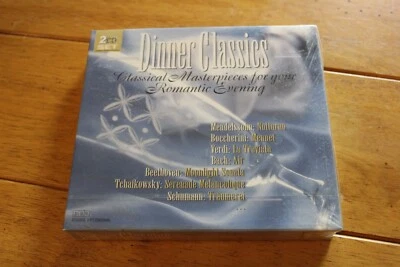 2CD
SET
Dinner Classics
Classical Masterpieces for your
Romantic Evening
Mendelssohn: Notturno
Boccherini: Menuet
Verdi: La Traviata
Bach: Air
Beethoven: Moonlight Sonata
Tchaikovsky: Serenade Melancolique
Schumann: Träumerei
...